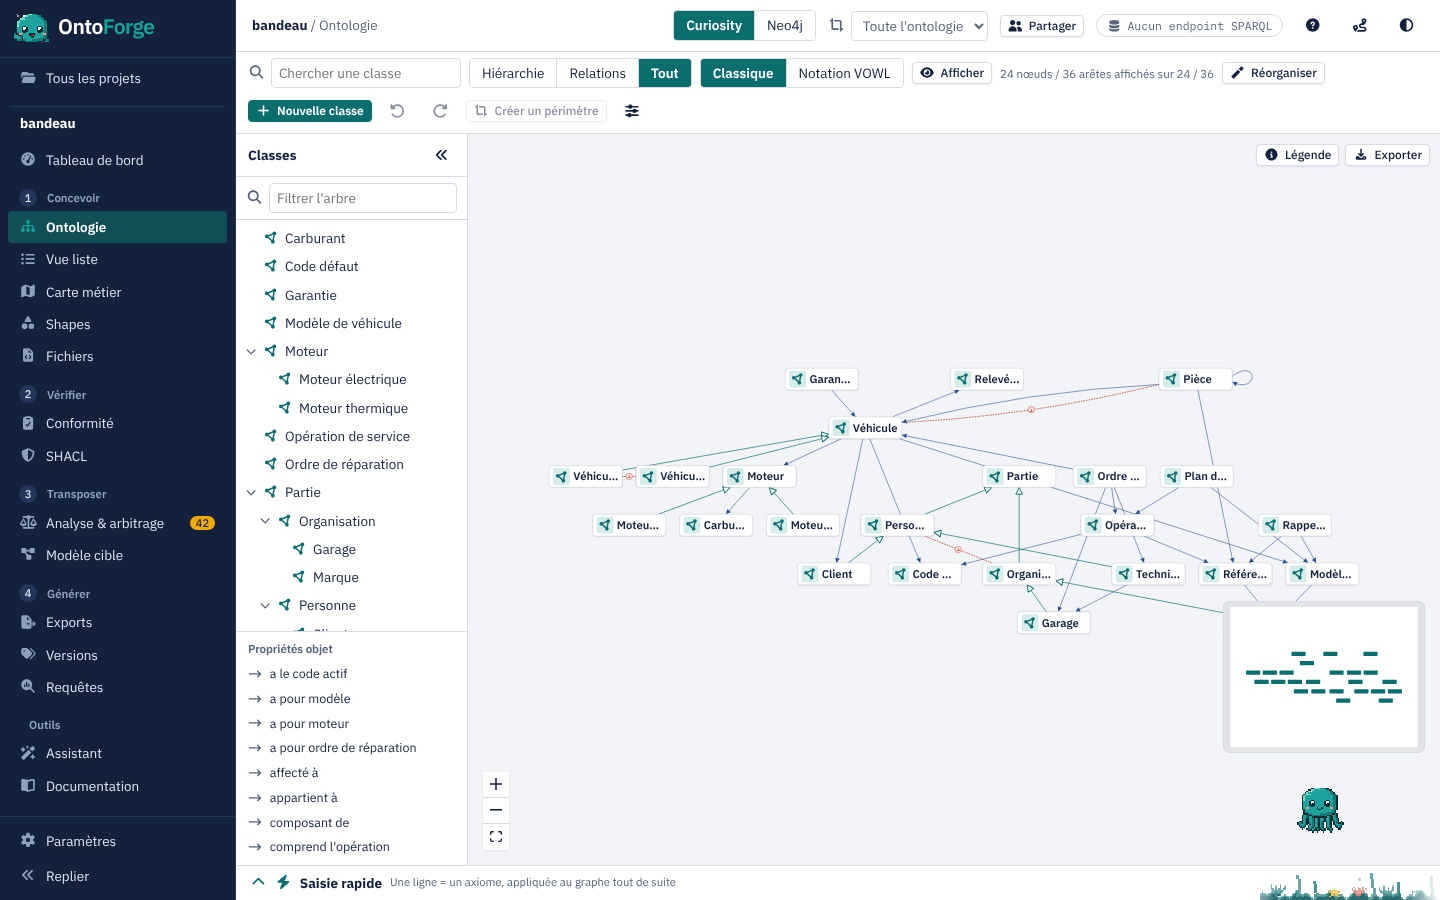 OntoForge
Tous les projets
bandeau
Tableau de bord
1 Concevoir
Ontologie
Vue liste
Carte métier
Shapes
Fichiers
2 Vérifier
Conformité
SHACL
3 Transposer
Analyse & arbitrage 42
Modèle cible
4 Générer
Exports
Versions
Requêtes
Outils
Assistant
Documentation
Paramètres
Replier
bandeau / Ontologie
Curiosity Neo4j
Toute l'ontologie
Partager
Aucun endpoint SPARQL
Chercher une classe
Hiérarchie Relations Tout
Classique Notation VOWL
Afficher
24 nœuds / 36 arêtes affichés sur 24 / 36
Réorganiser
Nouvelle classe
Créer un périmètre
Classes
Filtrer l'arbre
Carburant
Code défaut
Garantie
Modèle de véhicule
Moteur
Moteur électrique
Moteur thermique
Opération de service
Ordre de réparation
Partie
Organisation
Garage
Marque
Personne
Propriétés objet
a le code actif
a pour modèle
a pour moteur
a pour ordre de réparation
affecté à
appartient à
composant de
comprend l'opération
Légende
Exporter
Garan...
Relevé...
Pièce
Véhicule
Véhicu...
Véhicu...
Moteur
Partie
Ordre ...
Plan d...
Moteu...
Carbu...
Moteu...
Perso...
Opéra...
Rappe...
Client
Code ...
Organi...
Techni...
Référe...
Modèl...
Garage
Saisie rapide Une ligne = un axiome, appliquée au graphe tout de suite